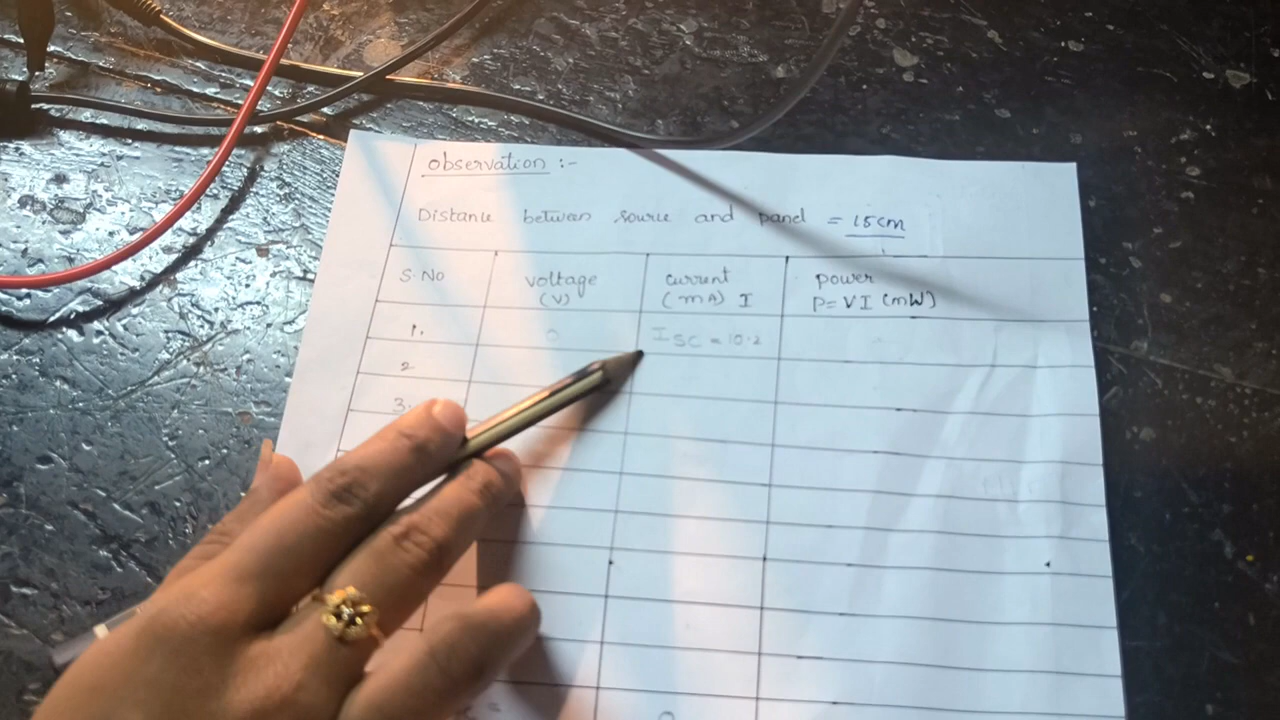 Observation :-
Distance between source and panel = 15cm
S.No voltage (V) current (mA) I power P=VI (mW)
1. 0 ISC = 10.2
2
3.
0